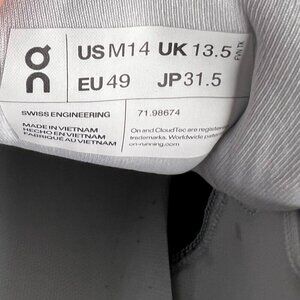 US M14 UK 13.5
EU 49 JP 31.5
SWISS ENGINEERING 71.98674
MADE IN VIETNAM
HECHO EN VIETNAM
FABRIQUÉ AU VIETNAM
On and CloudTec are registered
trademarks. Worldwide
on-running.com